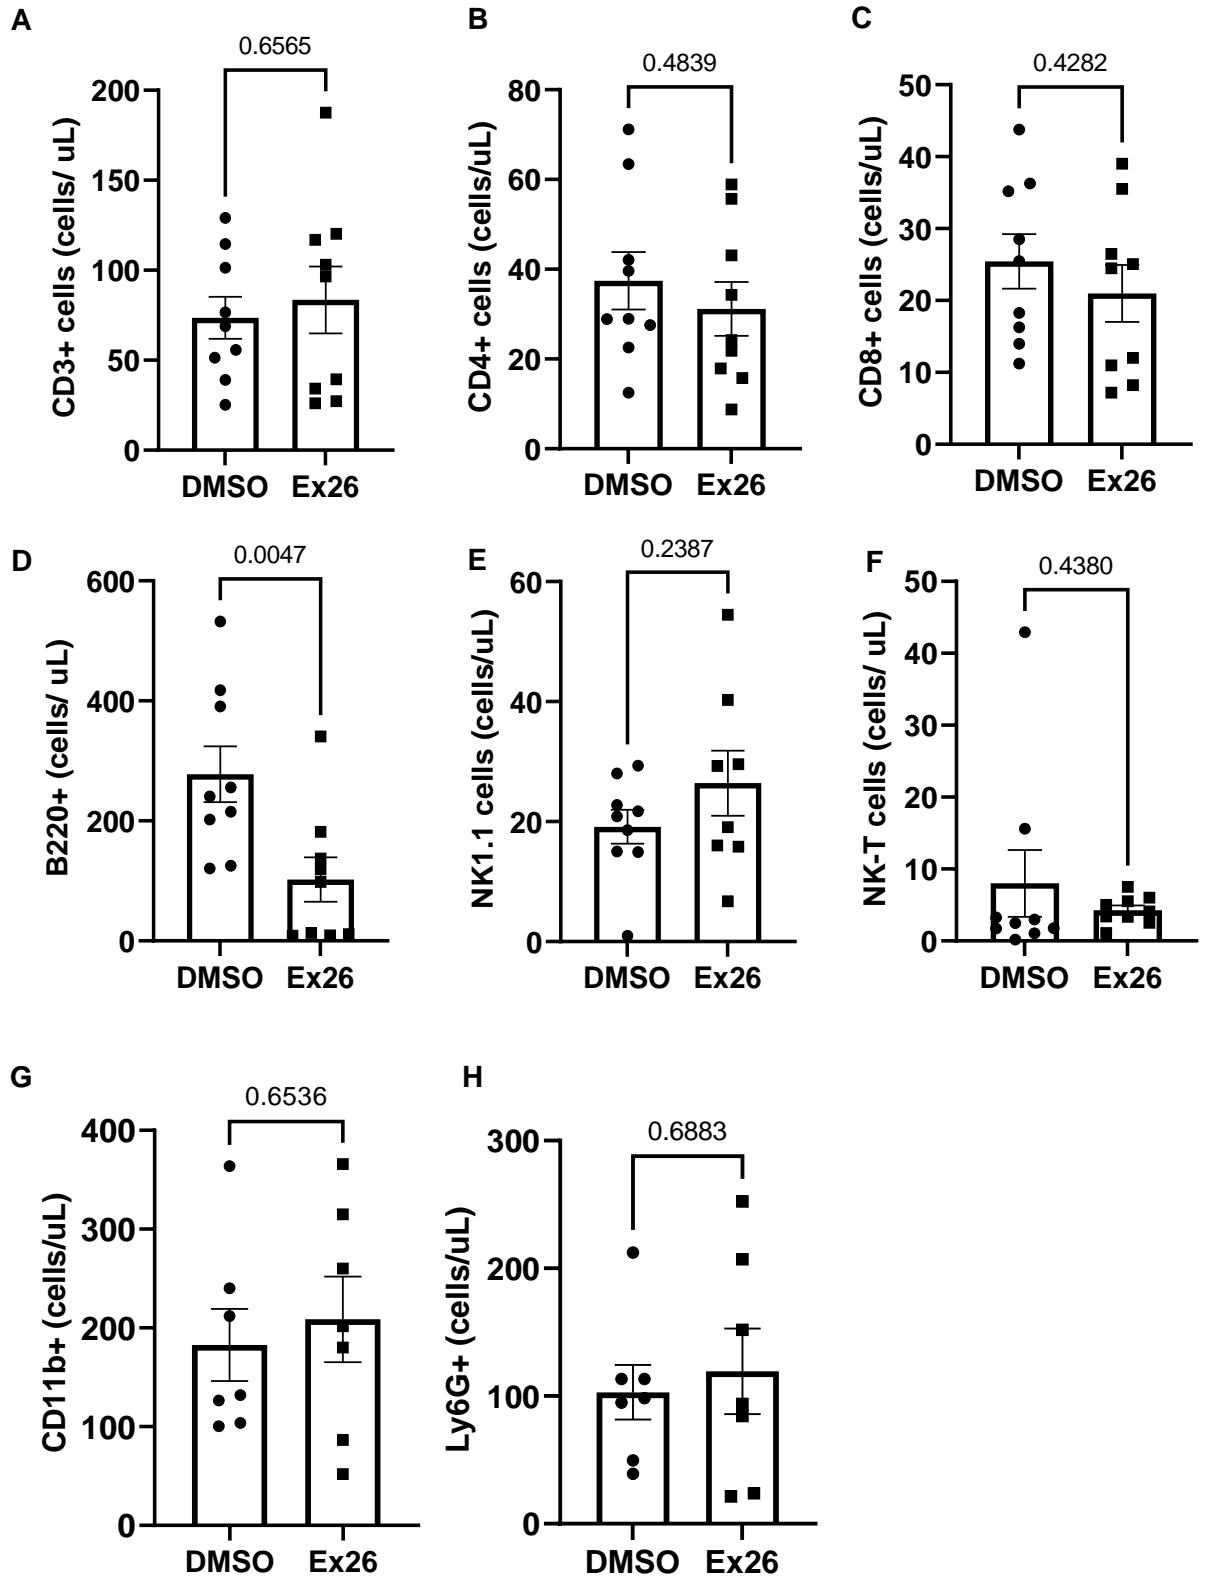 A
0.6565
CD3+ cells (cells/ uL)
200
150
100
50
0
DMSO Ex26
B
0.4839
CD4+ cells (cells/uL)
80
60
40
20
0
DMSO Ex26
C
0.4282
CD8+ cells (cells/uL)
50
40
30
20
10
0
DMSO Ex26
D
0.0047
B220+ (cells/ uL)
600
400
200
0
DMSO Ex26
E
0.2387
NK1.1 cells (cells/uL)
60
40
20
0
DMSO Ex26
F
0.4380
NK-T cells (cells/ uL)
50
40
30
20
10
0
DMSO Ex26
G
0.6536
CD11b+ (cells/uL)
400
300
200
100
0
DMSO Ex26
H
0.6883
Ly6G+ (cells/uL)
300
200
100
0
DMSO Ex26